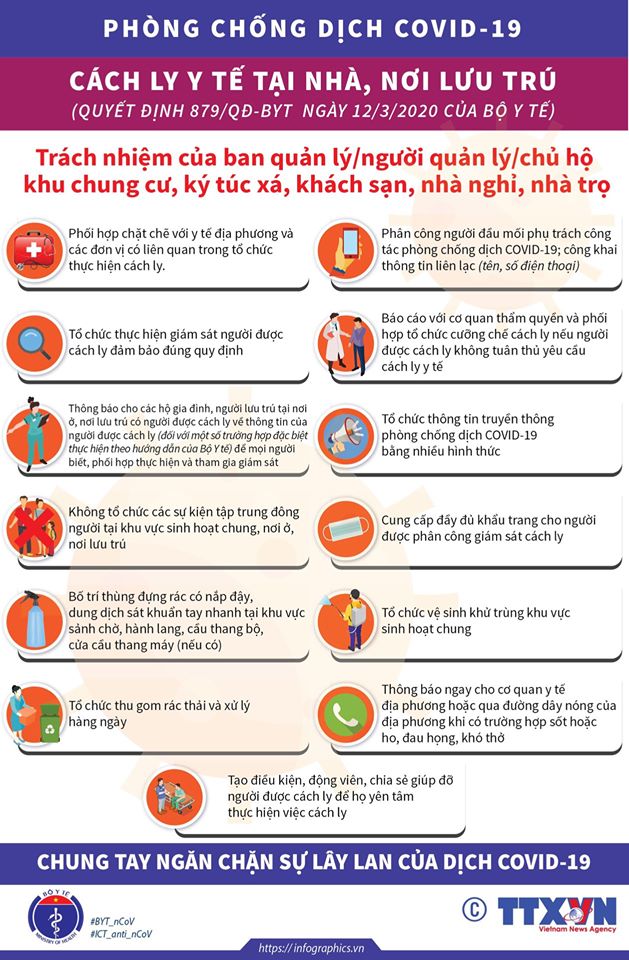 PHÒNG CHỐNG DỊCH COVID-19
CÁCH LY Y TẾ TẠI NHÀ, NƠI LƯU TRÚ
(QUYẾT ĐỊNH 879/QĐ-BYT NGÀY 12/3/2020 CỦA BỘ Y TẾ)
Trách nhiệm của ban quản lý/người quản lý/chủ hộ
khu chung cư, ký túc xá, khách sạn, nhà nghỉ, nhà trọ
Phối hợp chặt chẽ với y tế địa phương và
các đơn vị có liên quan trong tổ chức
thực hiện cách ly.
Phân công người đầu mối phụ trách công
tác phòng chống dịch COVID-19; công khai
thông tin liên lạc (tên, số điện thoại)
Tổ chức thực hiện giám sát người được
cách ly đảm bảo đúng quy định
Báo cáo với cơ quan thẩm quyền và phối
hợp tổ chức cưỡng chế cách ly nếu người
được cách ly không tuân thủ yêu cầu
cách ly y tế
Thông báo cho các hộ gia đình, người lưu trú tại nơi
ở, nơi lưu trú có người được cách ly về thông tin của
người được cách ly (đối với một số trường hợp đặc biệt
thực hiện theo hướng dẫn của Bộ Y tế) để mọi người
biết, phối hợp thực hiện và tham gia giám sát
Tổ chức thông tin truyền thông
phòng chống dịch COVID-19
bằng nhiều hình thức
Không tổ chức các sự kiện tập trung đông
người tại khu vực sinh hoạt chung, nơi ở,
nơi lưu trú
Cung cấp đầy đủ khẩu trang cho người
được phân công giám sát cách ly
Bố trí thùng đựng rác có nắp đậy,
dung dịch sát khuẩn tay nhanh tại khu vực
sảnh chờ, hành lang, cầu thang bộ,
cửa cầu thang máy (nếu có)
Tổ chức vệ sinh khử trùng khu vực
sinh hoạt chung
Tổ chức thu gom rác thải và xử lý
hàng ngày
Thông báo ngay cho cơ quan y tế
địa phương hoặc qua đường dây nóng của
địa phương khi có trường hợp sốt hoặc
ho, đau họng, khó thở
Tạo điều kiện, động viên, chia sẻ giúp đỡ
người được cách ly để họ yên tâm
thực hiện việc cách ly
CHUNG TAY NGĂN CHẶN SỰ LÂY LAN CỦA DỊCH COVID-19
BỘ Y TẾ
MINISTRY OF HEALTH
#BYT_nCoV
#ICT_anti_nCoV
© TTXVN
Vietnam News Agency
https://infographics.vn